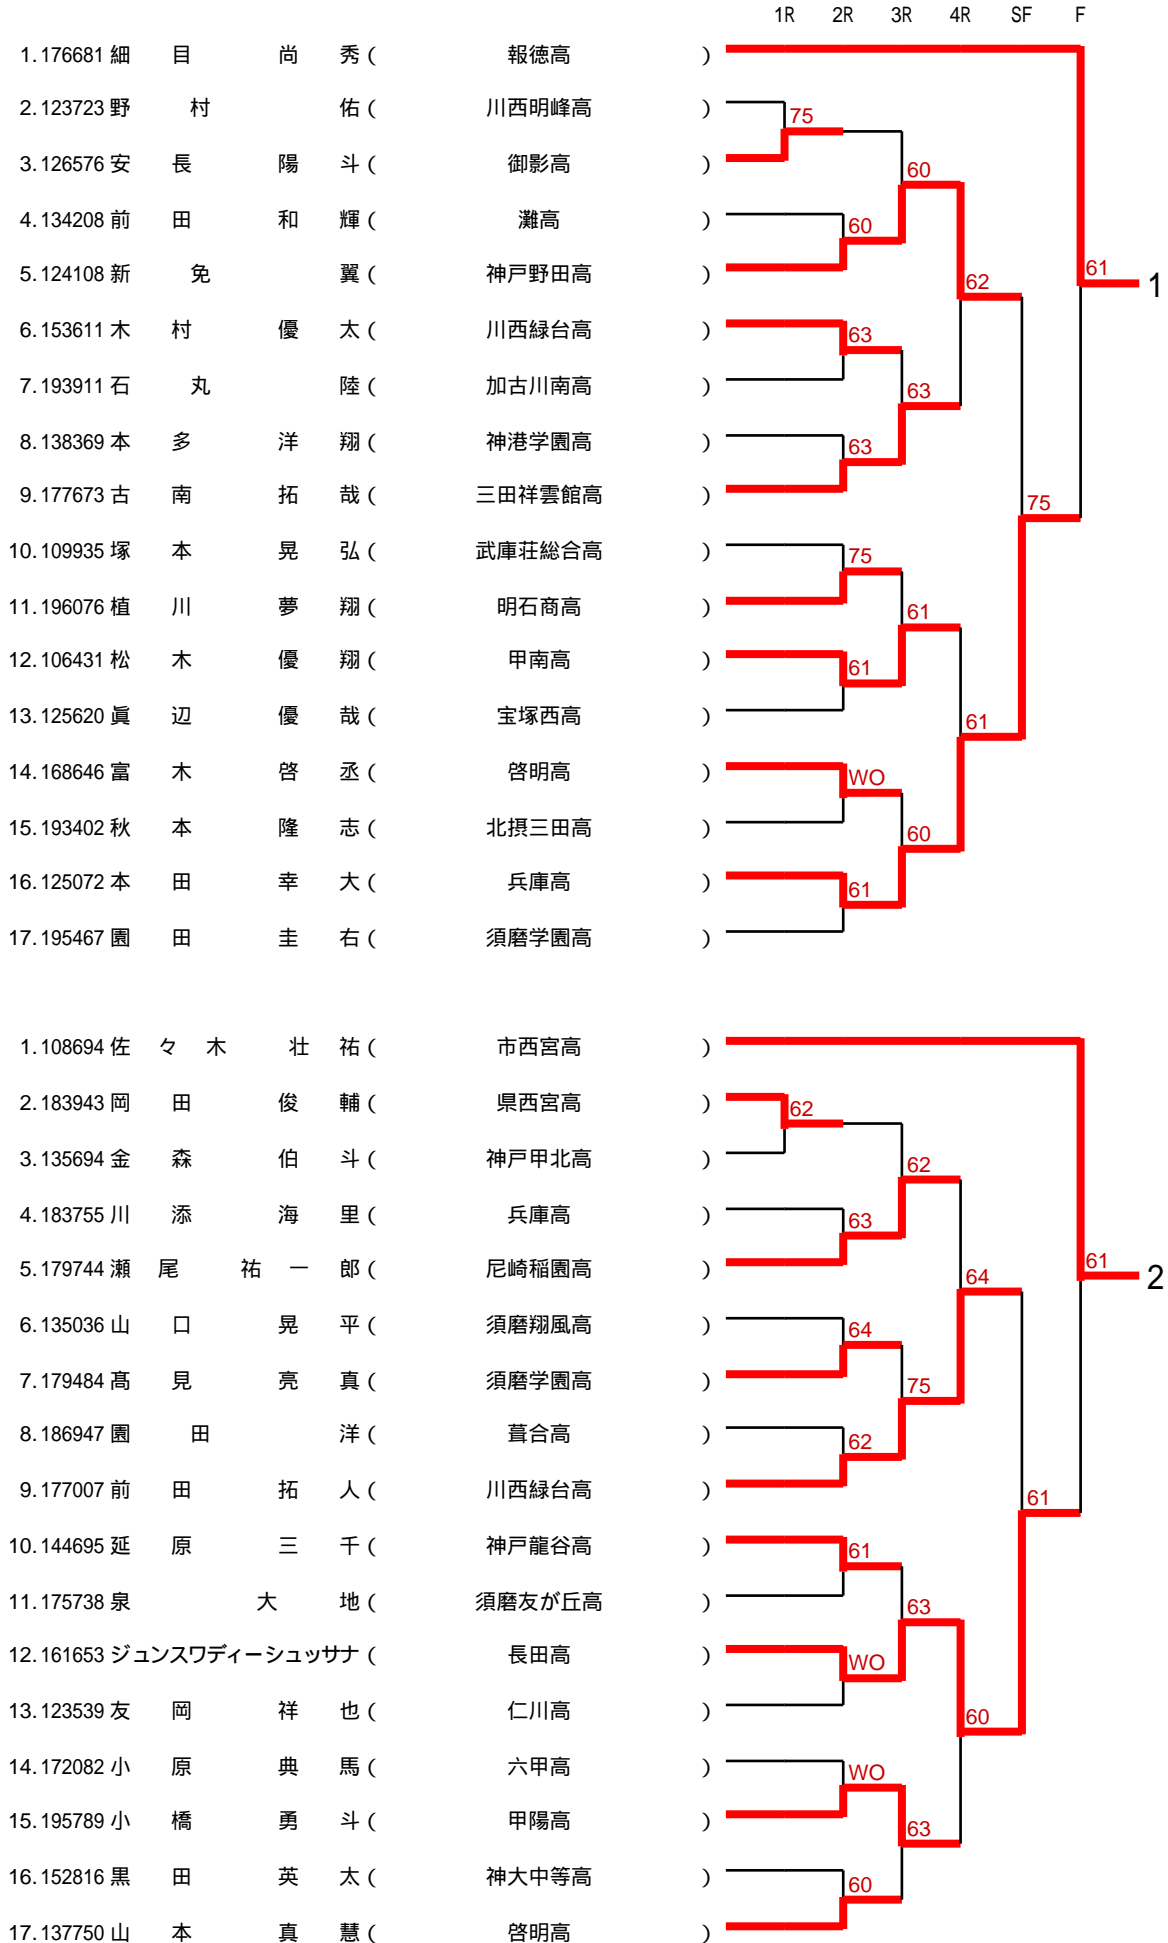 1R 2R 3R 4R SF F
1.176681 細 目 尚 秀 ( 報徳高 )
2.123723 野 村 佑 ( 川西明峰高 )
75
3.126576 安 長 陽 斗 ( 御影高 )
60
4.134208 前 田 和 輝 ( 灘高 )
60
5.124108 新 免 翼 ( 神戸野田高 )
61
62
1
6.153611 木 村 優 太 ( 川西緑台高 )
63
7.193911 石 丸 陸 ( 加古川南高 )
63
8.138369 本 多 洋 翔 ( 神港学園高 )
63
9.177673 古 南 拓 哉 ( 三田祥雲館高 )
75
10.109935 塚 本 晃 弘 ( 武庫荘総合高 )
75
11.196076 植 川 夢 翔 ( 明石商高 )
61
12.106431 松 木 優 翔 ( 甲南高 )
61
13.125620 眞 辺 優 哉 ( 宝塚西高 )
61
14.168646 富 木 啓 丞 ( 啓明高 )
WO
15.193402 秋 本 隆 志 ( 北摂三田高 )
60
16.125072 本 田 幸 大 ( 兵庫高 )
61
17.195467 園 田 圭 右 ( 須磨学園高 )
1.108694 佐 々 木 壮 祐 ( 市西宮高 )
2.183943 岡 田 俊 輔 ( 県西宮高 )
62
3.135694 金 森 伯 斗 ( 神戸甲北高 )
62
4.183755 川 添 海 里 ( 兵庫高 )
63
5.179744 瀬 尾 祐 一 郎 ( 尼崎稲園高 )
61
64
2
6.135036 山 口 晃 平 ( 須磨翔風高 )
64
7.179484 髙 見 亮 真 ( 須磨学園高 )
75
8.186947 園 田 洋 ( 葺合高 )
62
9.177007 前 田 拓 人 ( 川西緑台高 )
61
10.144695 延 原 三 千 ( 神戸龍谷高 )
61
11.175738 泉 大 地 ( 須磨友が丘高 )
63
12.161653 ジュンスワディーシュッサナ ( 長田高 )
WO
13.123539 友 岡 祥 也 ( 仁川高 )
60
14.172082 小 原 典 馬 ( 六甲高 )
WO
15.195789 小 橋 勇 斗 ( 甲陽高 )
63
16.152816 黒 田 英 太 ( 神大中等高 )
60
17.137750 山 本 真 慧 ( 啓明高 )